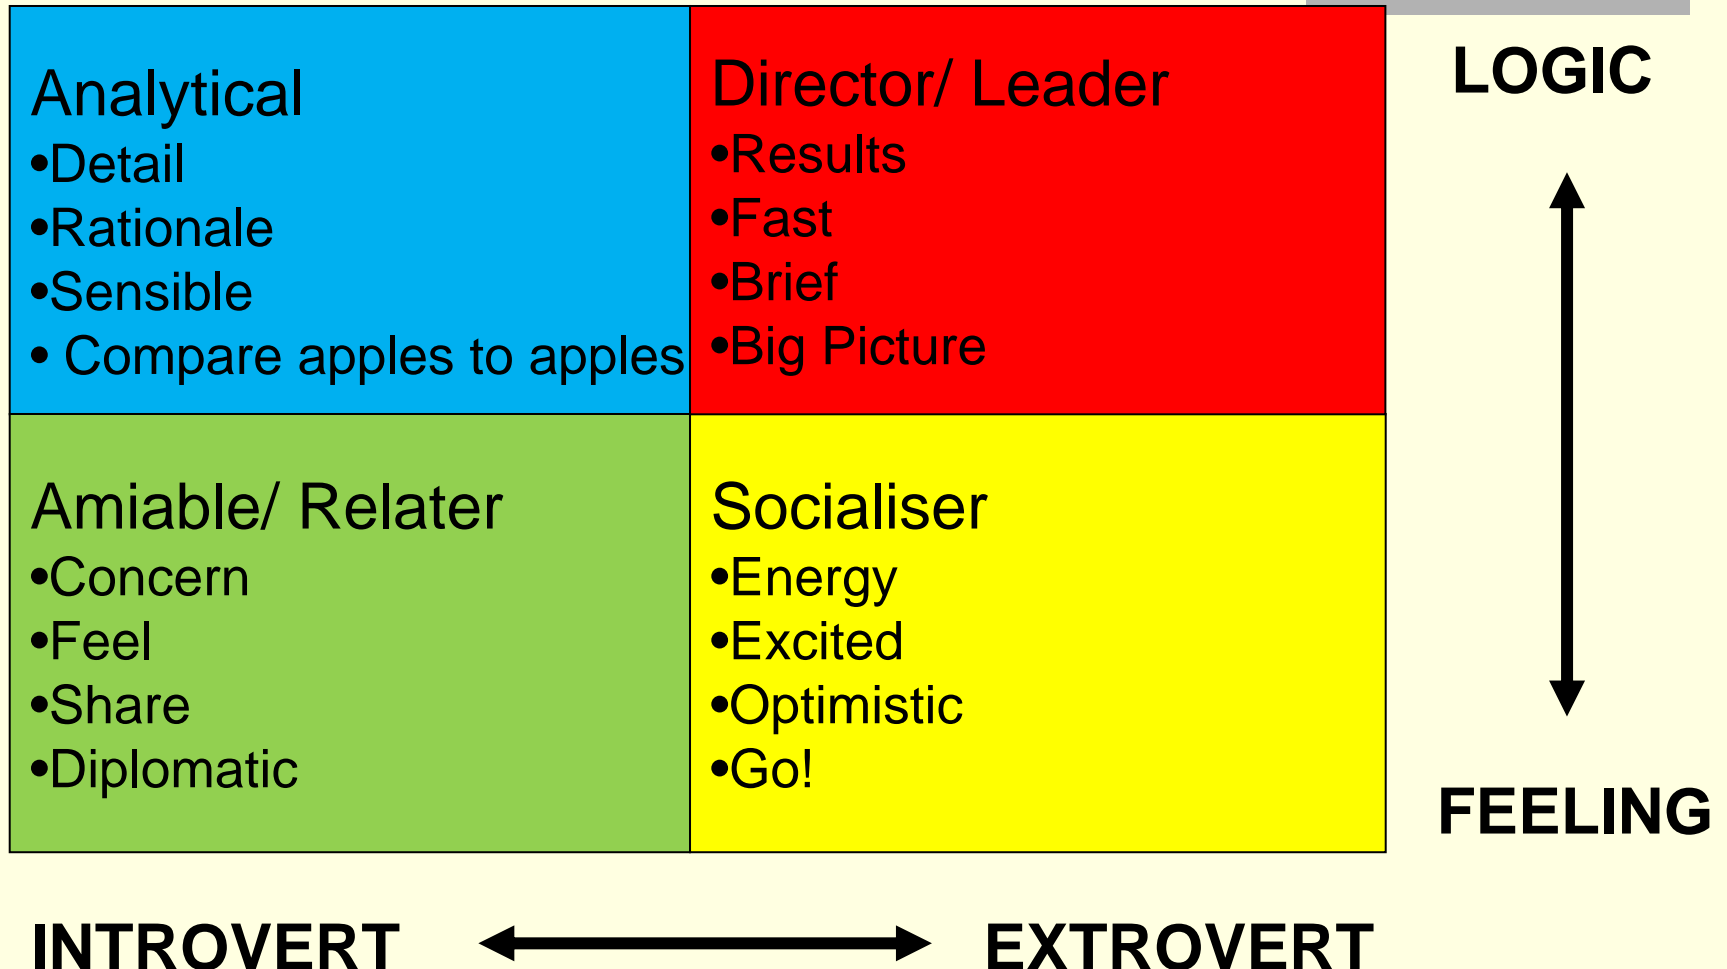 Analytical
•Detail
•Rationale
•Sensible
• Compare apples to apples
Director/ Leader
•Results
•Fast
•Brief
•Big Picture
Amiable/ Relater
•Concern
•Feel
•Share
•Diplomatic
Socialiser
•Energy
•Excited
•Optimistic
•Go!
LOGIC
FEELING
INTROVERT
EXTROVERT